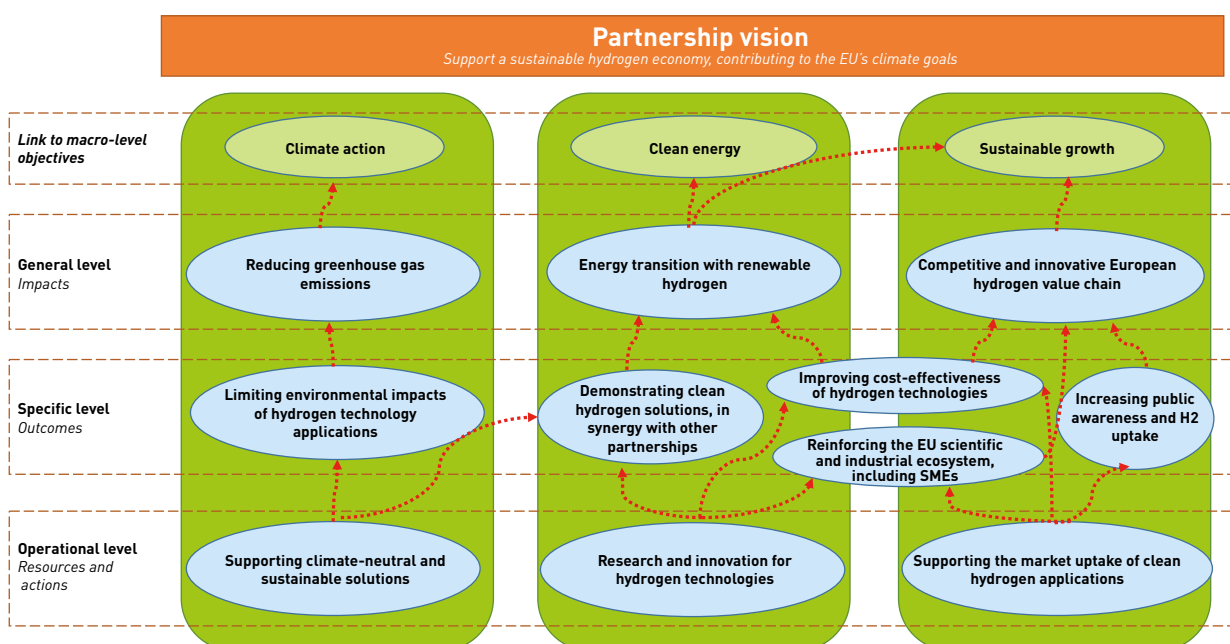 Partnership vision
Support a sustainable hydrogen economy, contributing to the EU's climate goals
Link to macro-level
objectives
Climate action
Clean energy
Sustainable growth
General level
Impacts
Reducing greenhouse gas
emissions
Energy transition with renewable
hydrogen
Competitive and innovative European
hydrogen value chain
Specific level
Outcomes
Limiting environmental impacts
of hydrogen technology
applications
Demonstrating clean
hydrogen solutions, in
synergy with other
partnerships
Improving cost-effectiveness
of hydrogen technologies
Reinforcing the EU scientific
and industrial ecosystem,
including SMEs
Increasing public
awareness and H2
uptake
Operational level
Resources and
actions
Supporting climate-neutral and
sustainable solutions
Research and innovation for
hydrogen technologies
Supporting the market uptake of clean
hydrogen applications